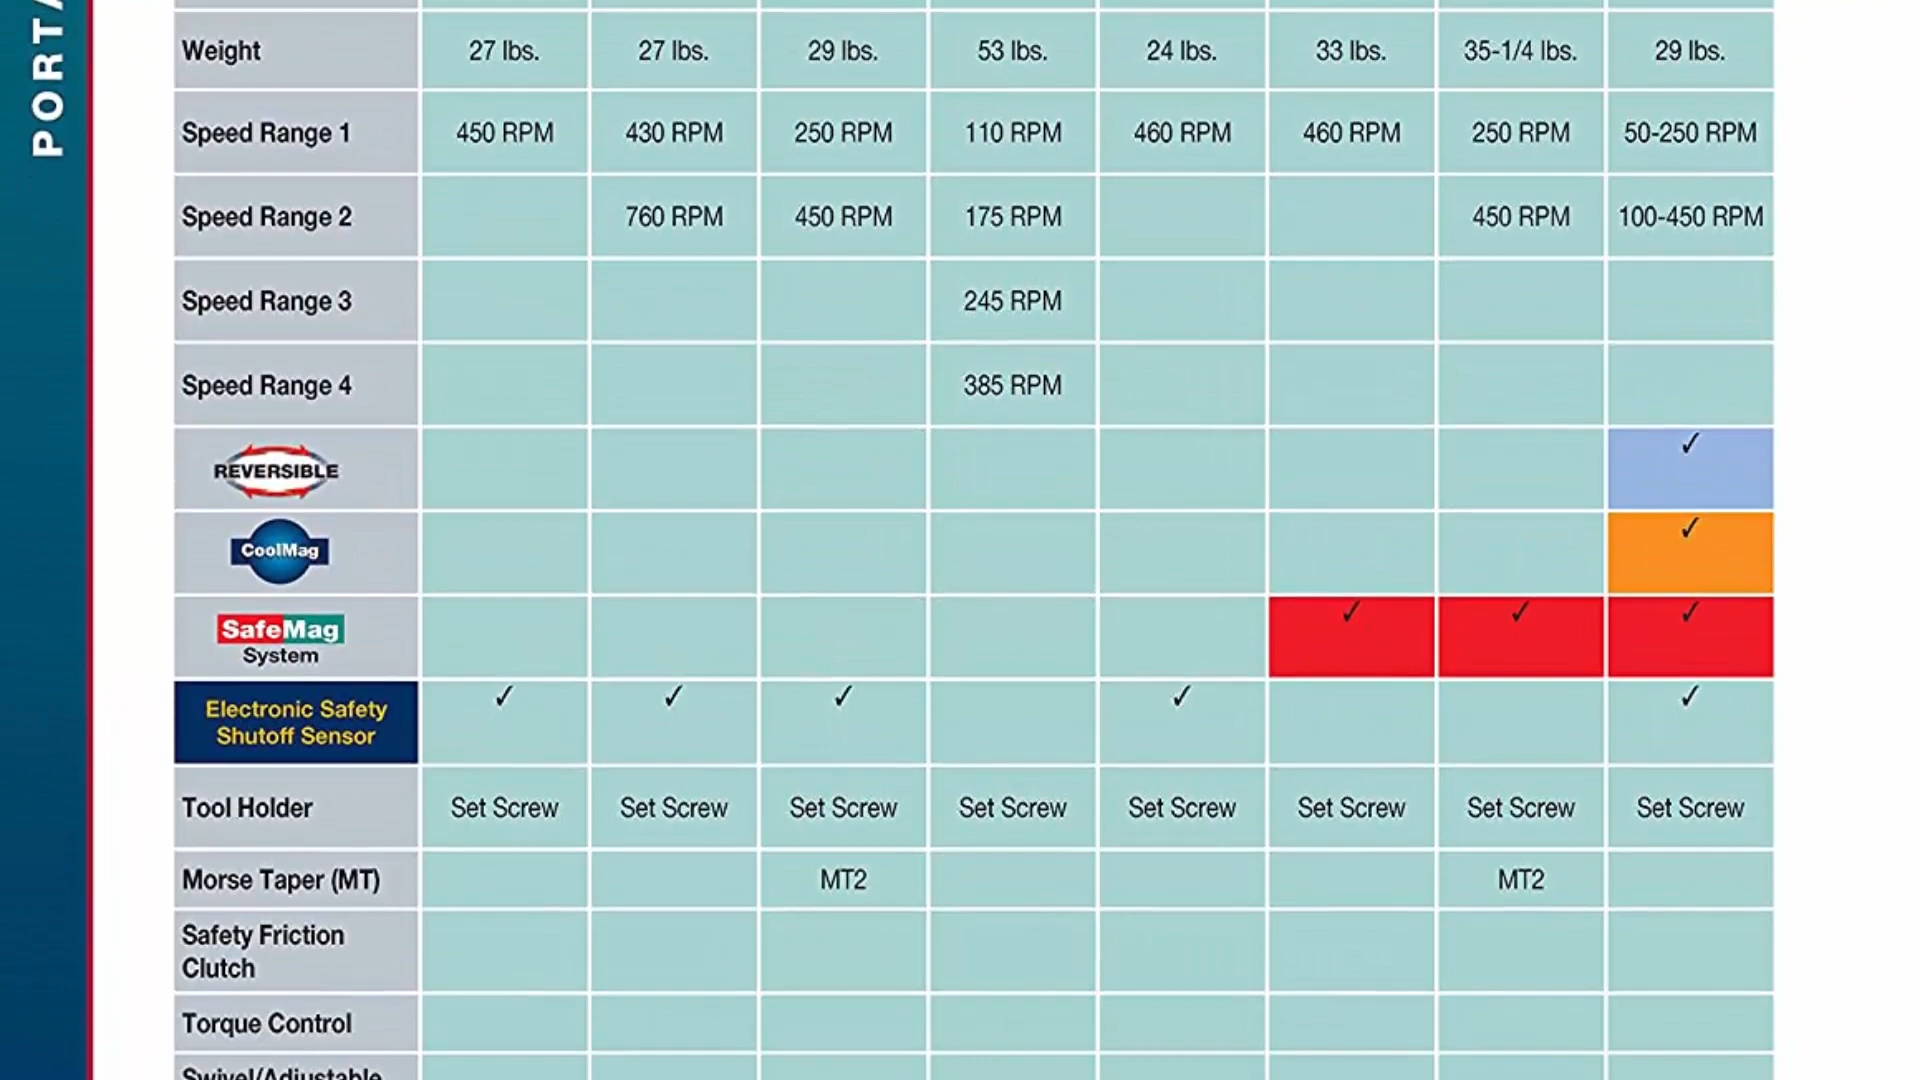 PORTA
Weight 27 lbs. 27 lbs. 29 lbs. 53 lbs. 24 lbs. 33 lbs. 35-1/4 lbs. 29 lbs.
Speed Range 1 450 RPM 430 RPM 250 RPM 110 RPM 460 RPM 460 RPM 250 RPM 50-250 RPM
Speed Range 2 760 RPM 450 RPM 175 RPM 450 RPM 100-450 RPM
Speed Range 3 245 RPM
Speed Range 4 385 RPM
REVERSIBLE ✓
CoolMag ✓
SafeMag ✓ ✓ ✓
System
Electronic Safety ✓ ✓ ✓ ✓ ✓
Shutoff Sensor
Tool Holder Set Screw Set Screw Set Screw Set Screw Set Screw Set Screw Set Screw Set Screw
Morse Taper (MT) MT2 MT2
Safety Friction
Clutch
Torque Control
Swivel/Adjustable